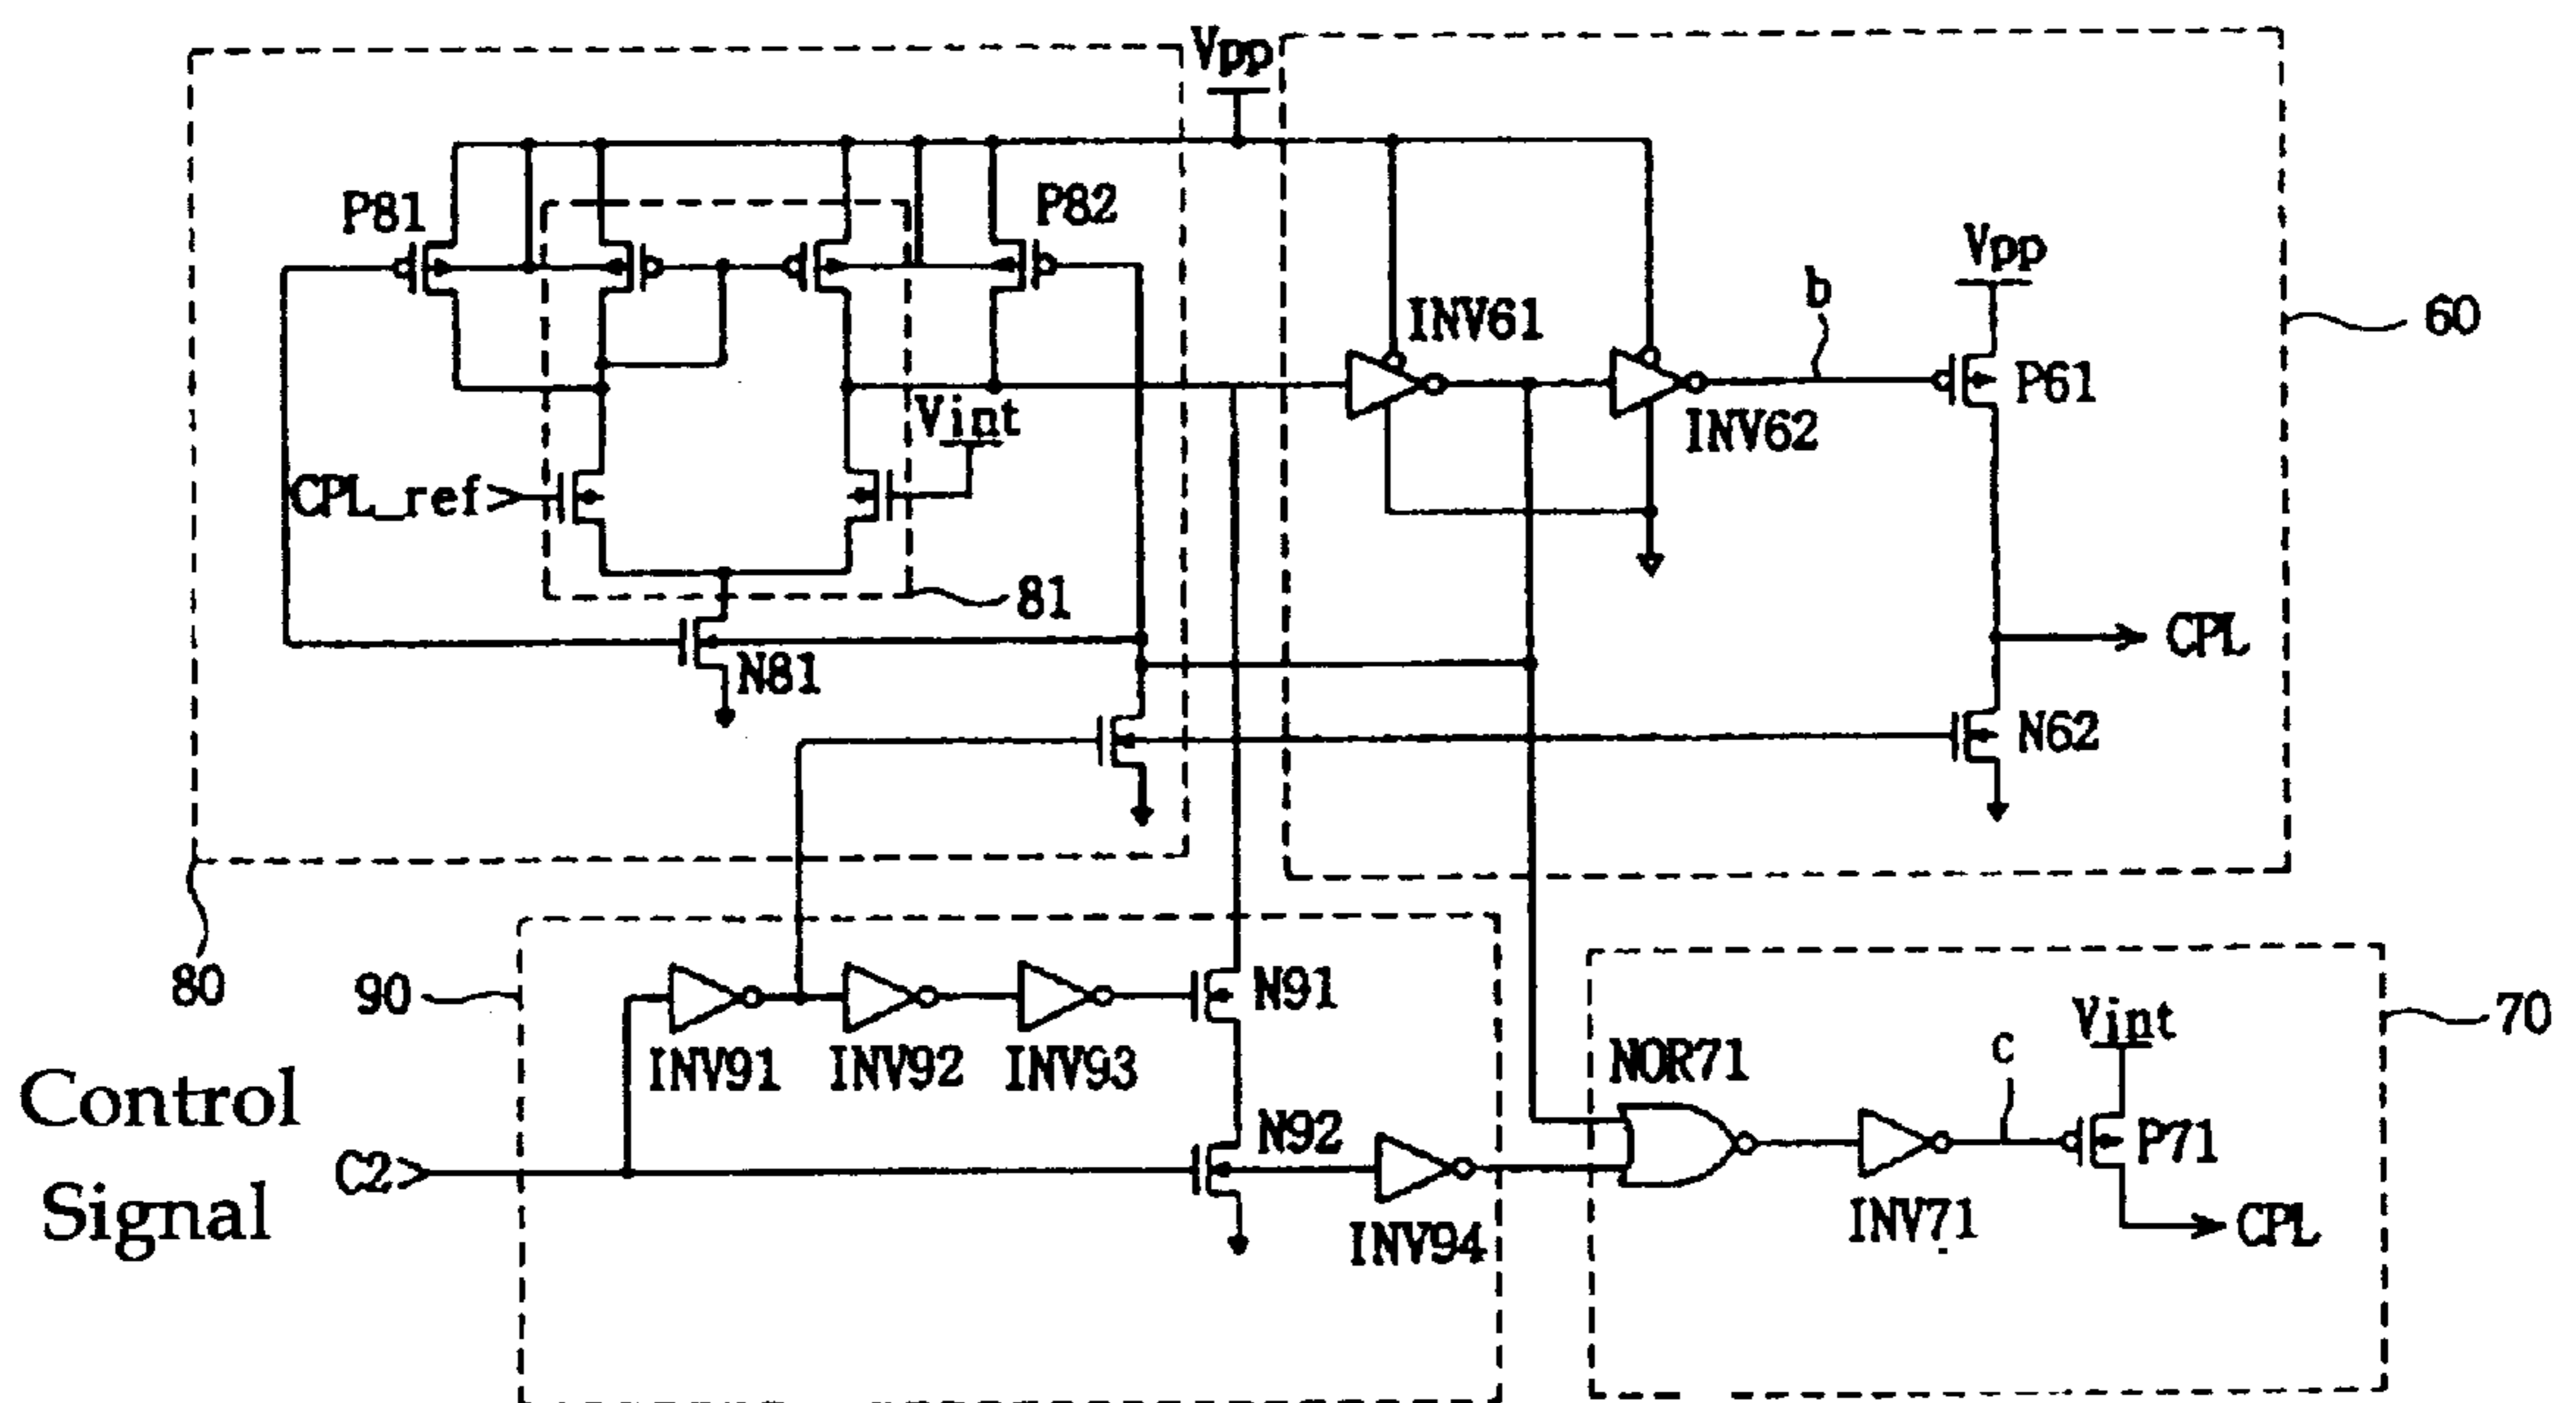 Vpp
P81
P82
Vpp
b
INV61
60
P61
INV62
Vint
CPL_ref
81
CPL
N81
N62
80
90
N91
Vint
70
INV91
INV92
INV93
NOR71
c
Control
Signal
C2
N92
P71
INV94
INV71
CPL